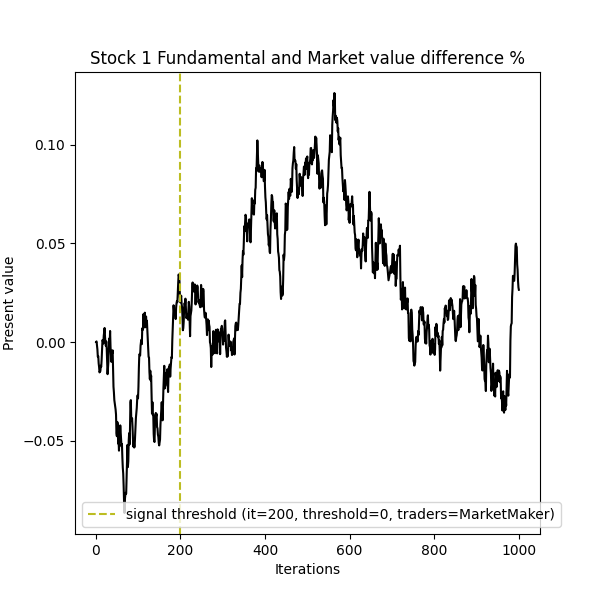 Stock 1 Fundamental and Market value difference %
0.10
0.05
0.00
−0.05
Present value
signal threshold (it=200, threshold=0, traders=MarketMaker)
0 200 400 600 800 1000
Iterations